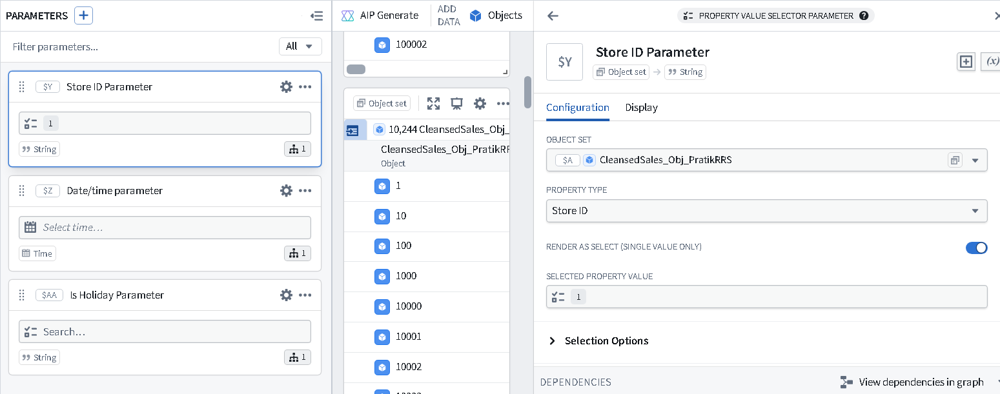 PARAMETERS
Filter parameters...
All
$Y
Store ID Parameter
1
String
1
$Z
Date/time parameter
Select time...
Time
1
$AA
Is Holiday Parameter
Search...
String
1
AIP Generate
ADD
DATA
Objects
100002
Object set
10,244 CleansedSales_Obj_
CleansedSales_Obj_PratikRR
Object
1
10
100
1000
10000
10001
10002
PROPERTY VALUE SELECTOR PARAMETER
$Y
Store ID Parameter
Object set
String
(x)
Configuration
Display
OBJECT SET
$A
CleansedSales_Obj_PratikRRS
PROPERTY TYPE
Store ID
RENDER AS SELECT (SINGLE VALUE ONLY)
SELECTED PROPERTY VALUE
1
Selection Options
DEPENDENCIES
View dependencies in graph